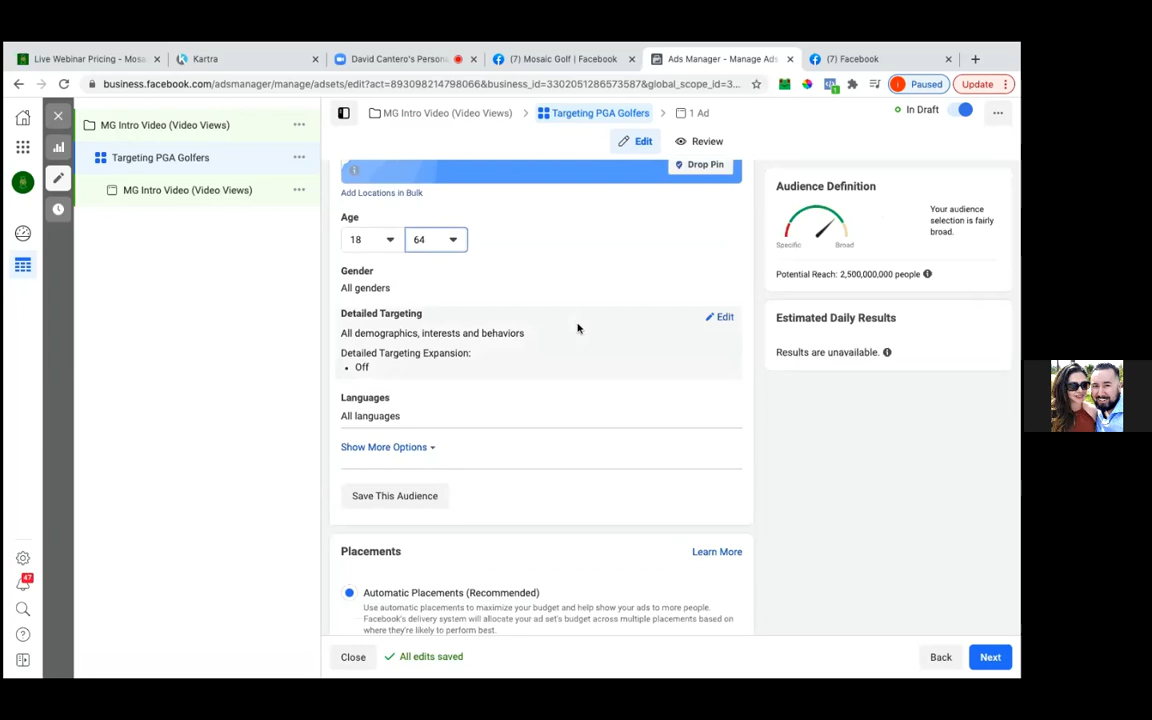 Live Webinar Pricing - Mosa
Kartra
David Cantero's Persona
(7) Mosaic Golf | Facebook
Ads Manager - Manage Ads
(7) Facebook
business.facebook.com/adsmanager/manage/adsets/edit?act=893098214798066&business_id=3302051286573587&global_scope_id=3...
1
Paused
Update
MG Intro Video (Video Views)
Targeting PGA Golfers
MG Intro Video (Video Views)
47
MG Intro Video (Video Views)
Targeting PGA Golfers
1 Ad
In Draft
Edit
Review
Drop Pin
Add Locations in Bulk
Age
18
64
Gender
All genders
Detailed Targeting
Edit
All demographics, interests and behaviors
Detailed Targeting Expansion:
• Off
Languages
All languages
Show More Options
Save This Audience
Placements
Learn More
Automatic Placements (Recommended)
Use automatic placements to maximize your budget and help show your ads to more people.
Facebook's delivery system will allocate your ad set's budget across multiple placements based on
where they're likely to perform best.
Close
All edits saved
Back
Next
Audience Definition
Specific
Broad
Your audience
selection is fairly
broad.
Potential Reach: 2,500,000,000 people
Estimated Daily Results
Results are unavailable.